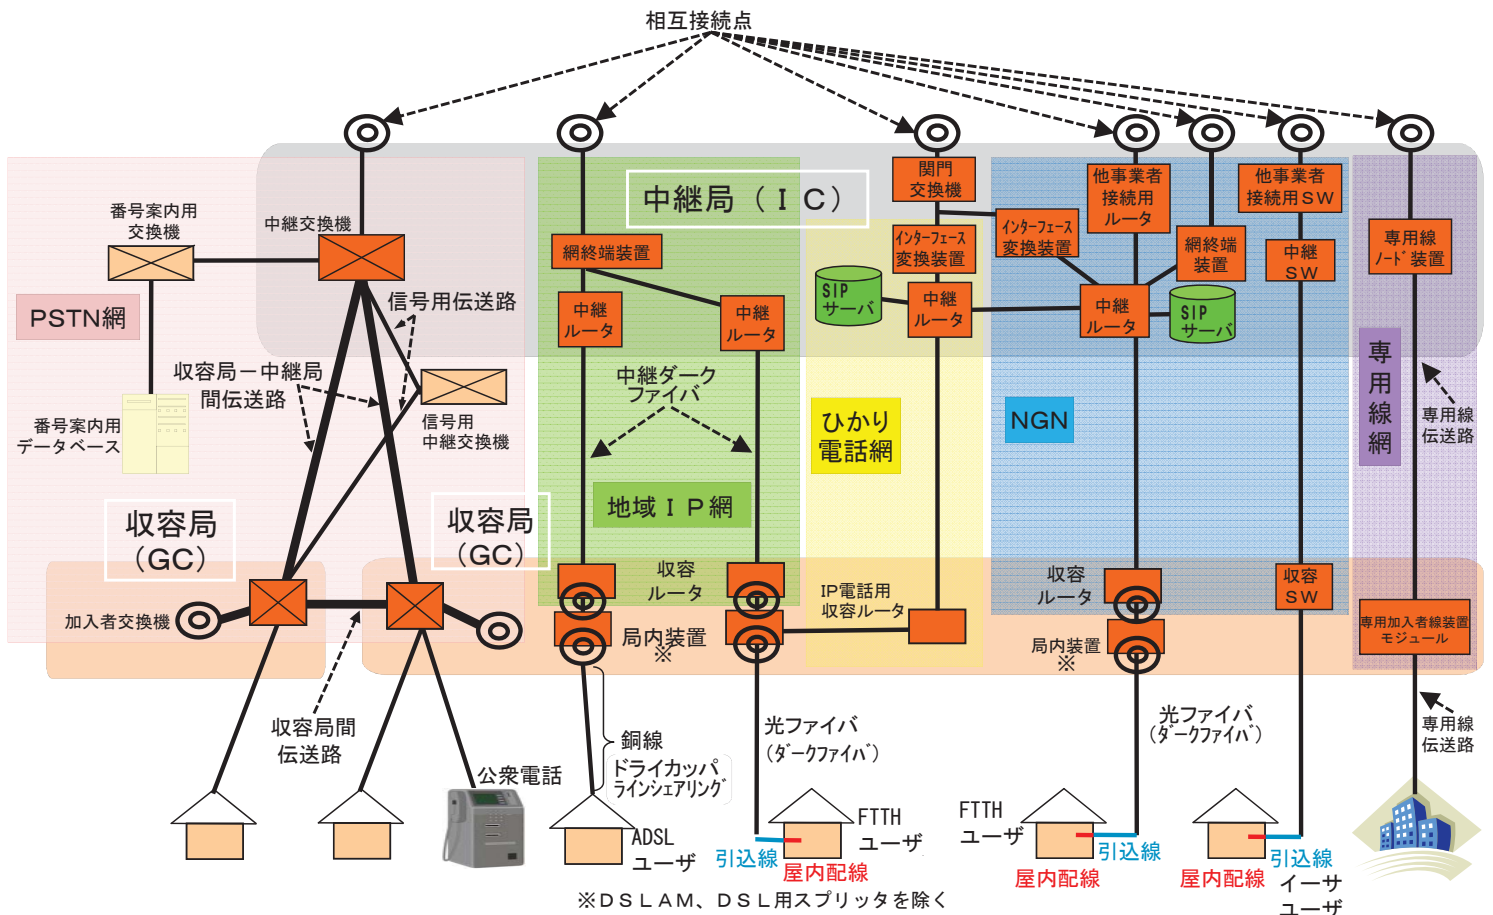 相互接続点
中継局（ＩＣ）
番号案内用
交換機
中継交換機
PSTN網
信号用伝送路
収容局－中継局
間伝送路
番号案内用
データベース
信号用
中継交換機
収容局
（GC）
収容局
（GC）
加入者交換機
収容局間
伝送路
公衆電話
網終端装置
中継
ルータ
中継
ルータ
中継ダーク
ファイバ
地域ＩＰ網
収容
ルータ
局内装置
※
銅線
ドライカッパ
ラインシェアリング
ADSL
ユーザ
光ファイバ
（ダークファイバ）
引込線
屋内配線
FTTH
ユーザ
※ＤＳＬＡＭ、ＤＳＬ用スプリッタを除く
関門
交換機
インターフェース
変換装置
インターフェース
変換装置
SIP
サーバ
中継
ルータ
ひかり
電話網
IP電話用
収容ルータ
他事業者
接続用
ルータ
網終端
装置
中継
ルータ
SIP
サーバ
NGN
収容
ルータ
局内装置
※
光ファイバ
（ダークファイバ）
FTTH
ユーザ
引込線
屋内配線
他事業者
接続用ＳＷ
中継
SW
収容
SW
引込線
屋内配線
イーサ
ユーザ
専用線
ノード装置
専用線網
専用線
伝送路
専用加入者線装置
モジュール
専用線
伝送路